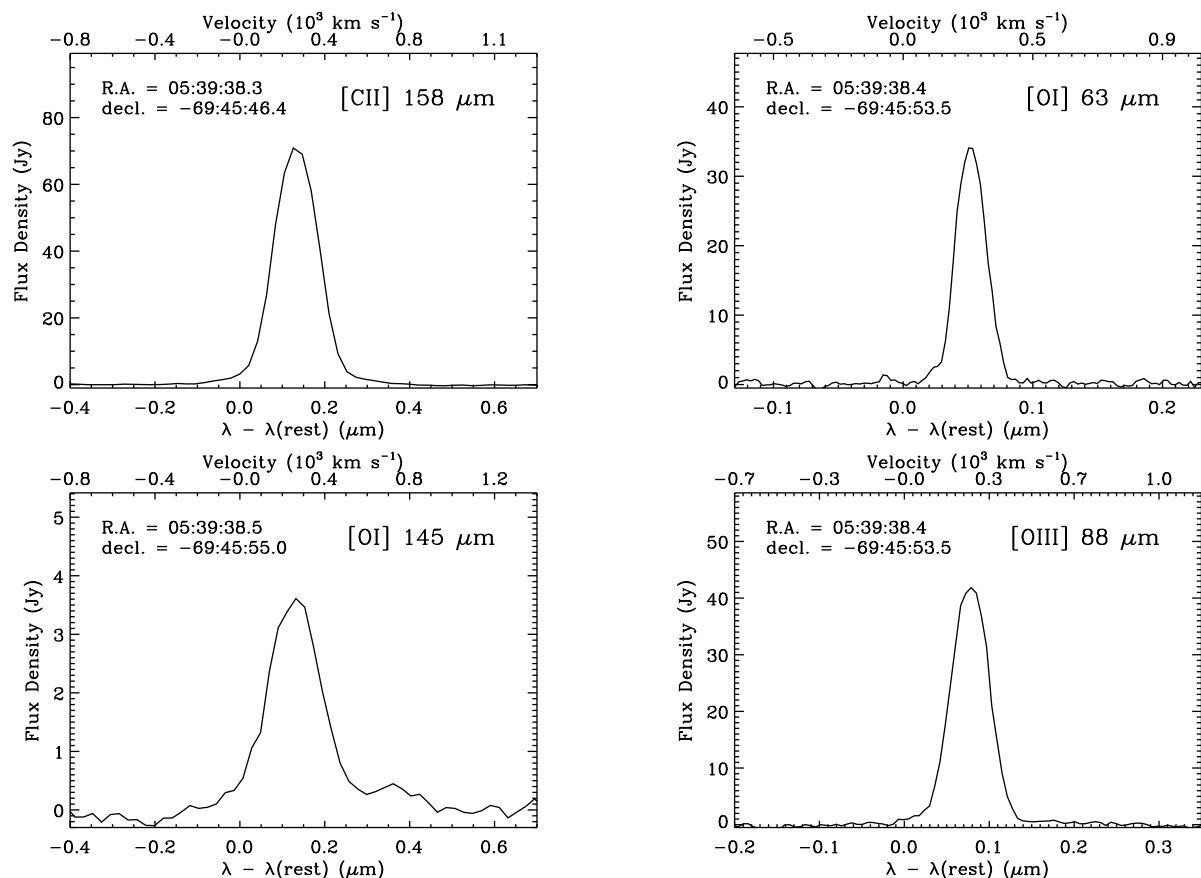 Velocity (10³ km s⁻¹)
−0.8 −0.4 −0.0 0.4 0.8 1.1
R.A. = 05:39:38.3
decl. = −69:45:46.4
[CII] 158 μm
Flux Density (Jy)
80
60
40
20
0
−0.4 −0.2 0.0 0.2 0.4 0.6
λ − λ(rest) (μm)
Velocity (10³ km s⁻¹)
−0.5 0.0 0.5 0.9
R.A. = 05:39:38.4
decl. = −69:45:53.5
[OI] 63 μm
Flux Density (Jy)
40
30
20
10
0
−0.1 0.0 0.1 0.2
λ − λ(rest) (μm)
Velocity (10³ km s⁻¹)
−0.8 −0.4 −0.0 0.4 0.8 1.2
R.A. = 05:39:38.5
decl. = −69:45:55.0
[OI] 145 μm
Flux Density (Jy)
5
4
3
2
1
0
−0.4 −0.2 0.0 0.2 0.4 0.6
λ − λ(rest) (μm)
Velocity (10³ km s⁻¹)
−0.7 −0.3 −0.0 0.3 0.7 1.0
R.A. = 05:39:38.4
decl. = −69:45:53.5
[OIII] 88 μm
Flux Density (Jy)
50
40
30
20
10
0
−0.2 −0.1 0.0 0.1 0.2 0.3
λ − λ(rest) (μm)